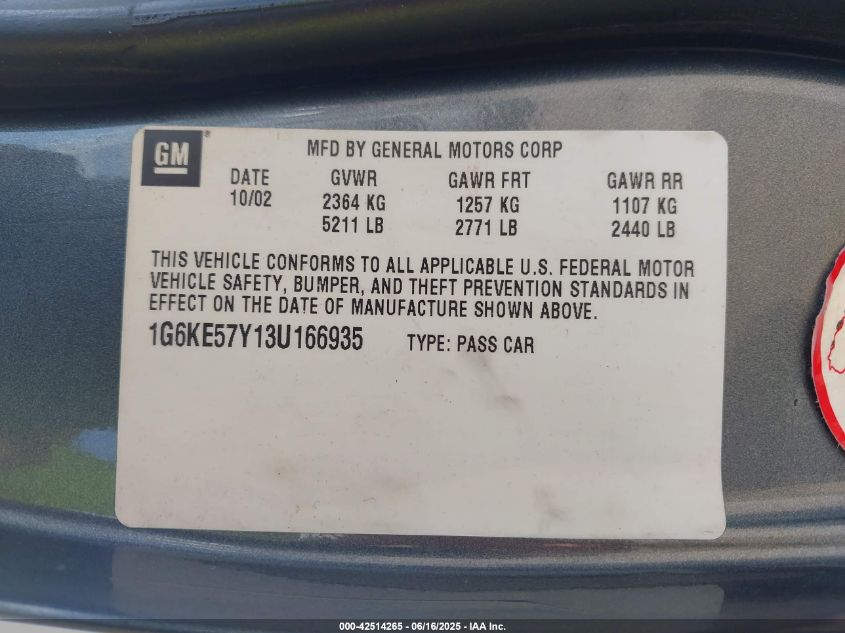 GM®
MFD BY GENERAL MOTORS CORP
DATE GVWR GAWR FRT GAWR RR
10/02 2364 KG 1257 KG 1107 KG
5211 LB 2771 LB 2440 LB
THIS VEHICLE CONFORMS TO ALL APPLICABLE U.S. FEDERAL MOTOR
VEHICLE SAFETY, BUMPER, AND THEFT PREVENTION STANDARDS IN
EFFECT ON THE DATE OF MANUFACTURE SHOWN ABOVE.
1G6KE57Y13U166935 TYPE: PASS CAR
000-42514265 - 06/16/2025 - IAA Inc.